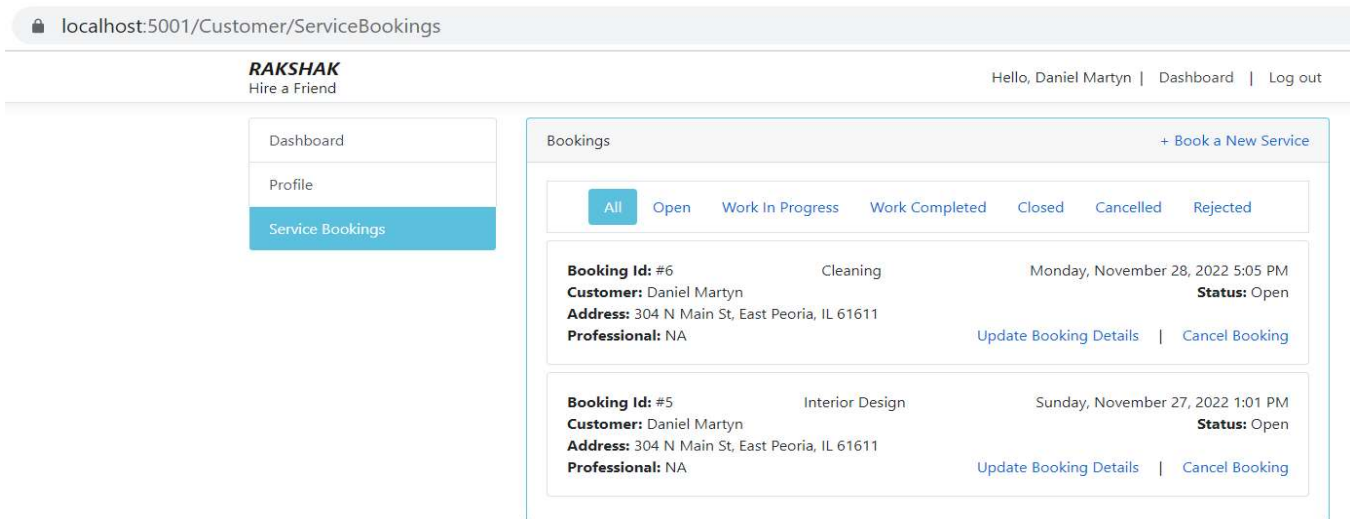 localhost:5001/Customer/ServiceBookings
RAKSHAK
Hire a Friend
Hello, Daniel Martyn | Dashboard | Log out
Dashboard
Profile
Service Bookings
Bookings + Book a New Service
All Open Work In Progress Work Completed Closed Cancelled Rejected
Booking Id: #6 Cleaning Monday, November 28, 2022 5:05 PM
Customer: Daniel Martyn Status: Open
Address: 304 N Main St, East Peoria, IL 61611
Professional: NA Update Booking Details | Cancel Booking
Booking Id: #5 Interior Design Sunday, November 27, 2022 1:01 PM
Customer: Daniel Martyn Status: Open
Address: 304 N Main St, East Peoria, IL 61611
Professional: NA Update Booking Details | Cancel Booking